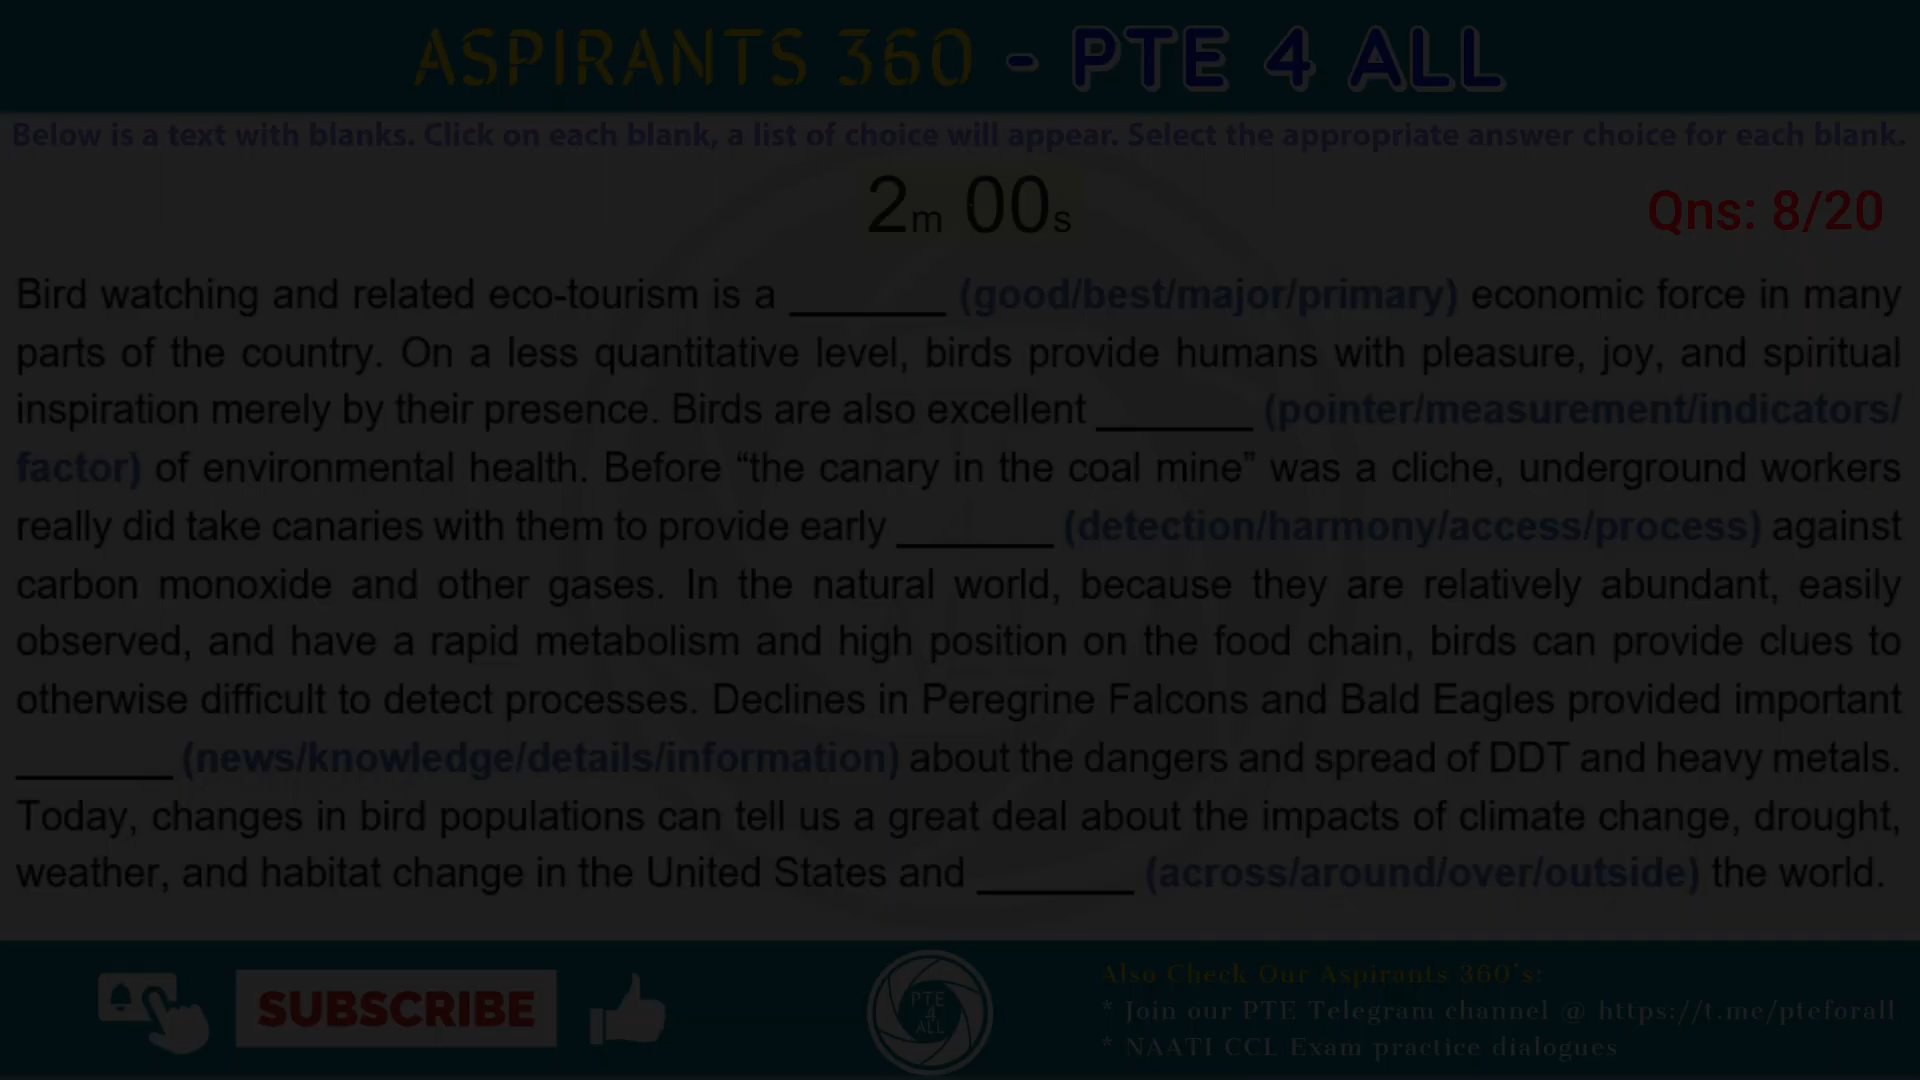 ASPIRANTS 360 - PTE 4 ALL
Below is a text with blanks. Click on each blank, a list of choice will appear. Select the appropriate answer choice for each blank.
2m 00s
Qns: 8/20
Bird watching and related eco-tourism is a _______ (good/best/major/primary) economic force in many
parts of the country. On a less quantitative level, birds provide humans with pleasure, joy, and spiritual
inspiration merely by their presence. Birds are also excellent _______ (pointer/measurement/indicators/
factor) of environmental health. Before “the canary in the coal mine” was a cliche, underground workers
really did take canaries with them to provide early _______ (detection/harmony/access/process) against
carbon monoxide and other gases. In the natural world, because they are relatively abundant, easily
observed, and have a rapid metabolism and high position on the food chain, birds can provide clues to
otherwise difficult to detect processes. Declines in Peregrine Falcons and Bald Eagles provided important
_______ (news/knowledge/details/information) about the dangers and spread of DDT and heavy metals.
Today, changes in bird populations can tell us a great deal about the impacts of climate change, drought,
weather, and habitat change in the United States and _______ (across/around/over/outside) the world.
SUBSCRIBE
PTE
4
ALL
Also Check Our Aspirants 360's:
* Join our PTE Telegram channel @ https://t.me/pteforall
* NAATI CCL Exam practice dialogues